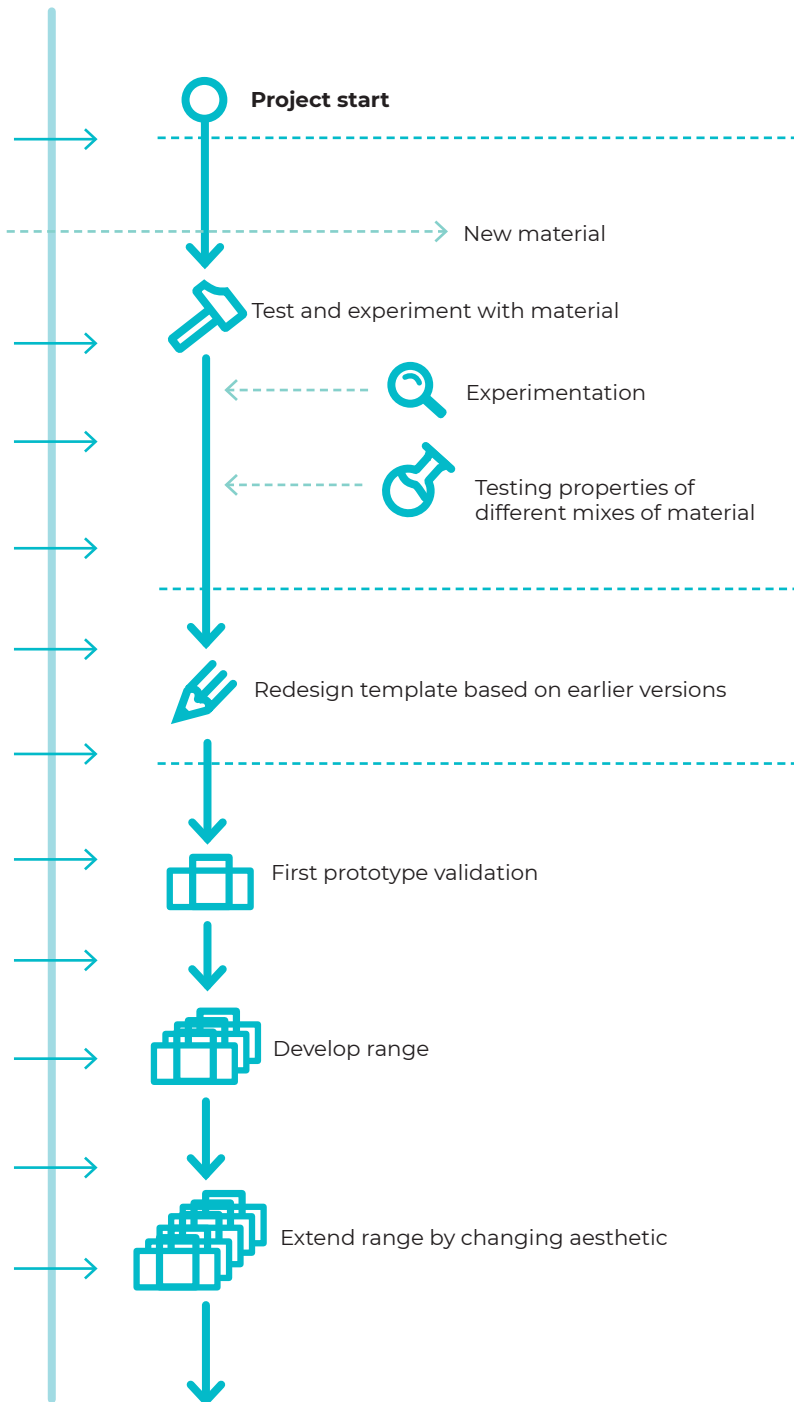 Project start
New material
Test and experiment with material
Experimentation
Testing properties of
different mixes of material
Redesign template based on earlier versions
First prototype validation
Develop range
Extend range by changing aesthetic